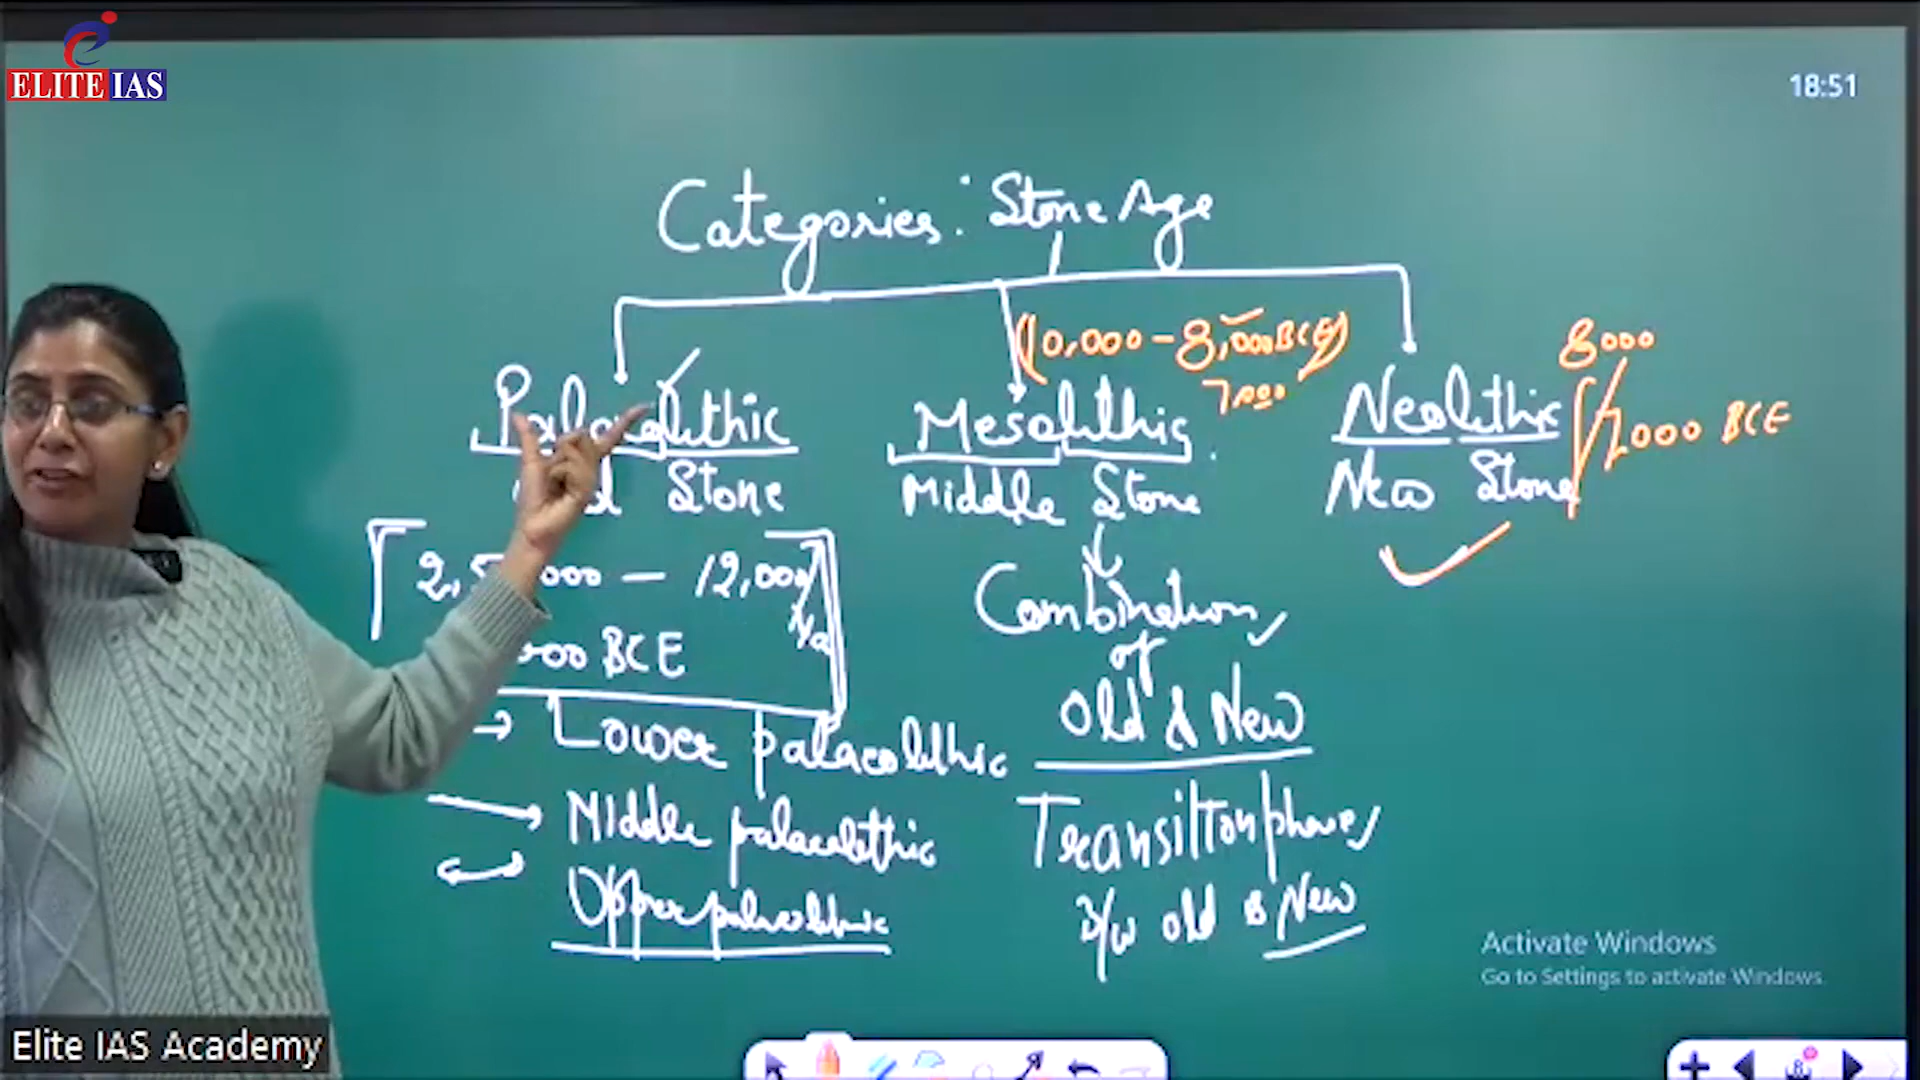 ELITE IAS
18:51
Categories: Stone Age
(10,000 - 8,000 BCE)
7000
8000
7000 BCE
Palaeolithic
Mesolithic
Neolithic
Stone
Middle Stone
New Stone
12,000
000 BCE
Combination
of
Old & New
Lower palaeolithic
Middle palaeolithic
Upper palaeolithic
Transition phase
b/w old & New
Activate Windows
Go to Settings to activate Windows.
Elite IAS Academy